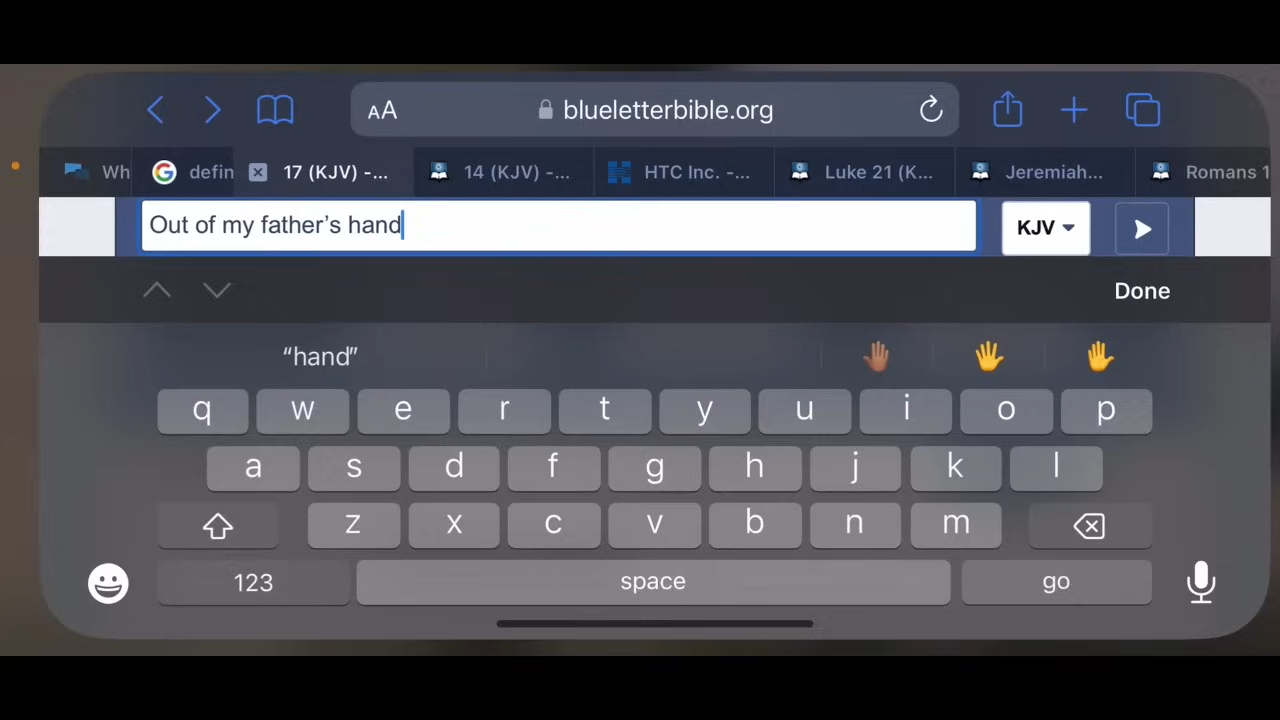 AA blueletterbible.org
Wh defin 17 (KJV) -... 14 (KJV) -... HTC Inc. -... Luke 21 (K... Jeremiah... Romans 1
Out of my father’s hand KJV
Done
“hand”
q w e r t y u i o p
a s d f g h j k l
z x c v b n m
123 space go